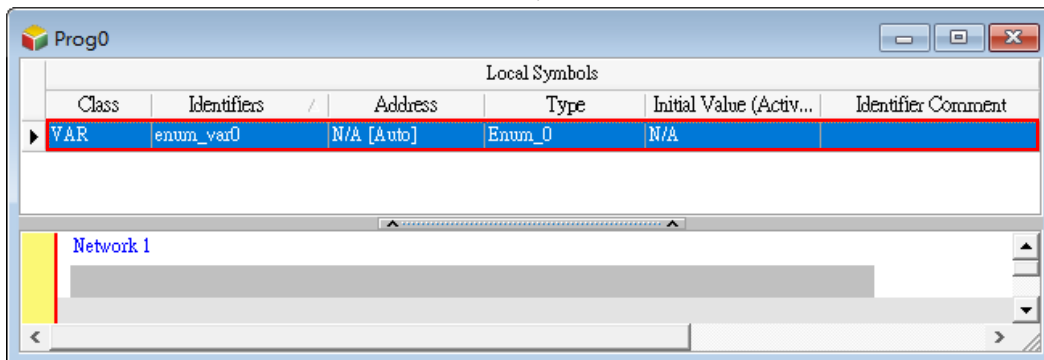 Prog0
Local Symbols
Class Identifiers Address Type Initial Value (Activ... Identifier Comment
VAR enum_var0 N/A [Auto] Enum_0 N/A
Network 1